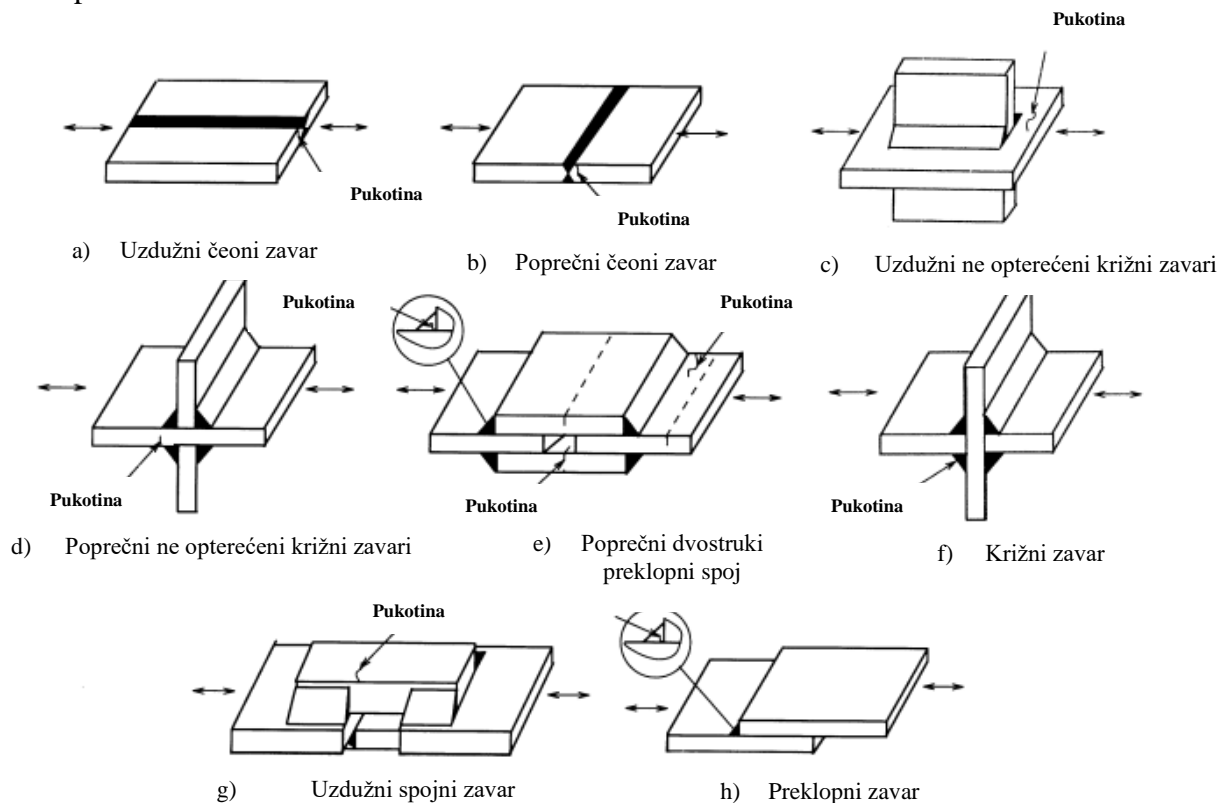 Pukotina
Pukotina
Pukotina
a) Uzdužni čeoni zavar
b) Poprečni čeoni zavar
c) Uzdužni ne opterećeni križni zavari
Pukotina
Pukotina
Pukotina
Pukotina
Pukotina
d) Poprečni ne opterećeni križni zavari
e) Poprečni dvostruki
preklopni spoj
f) Križni zavar
Pukotina
g) Uzdužni spojni zavar
h) Preklopni zavar